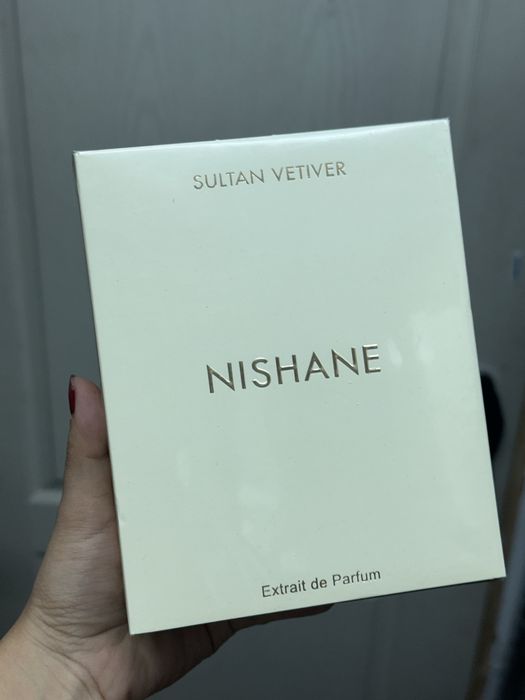 SULTAN VETIVER
NISHANE
Extrait de Parfum